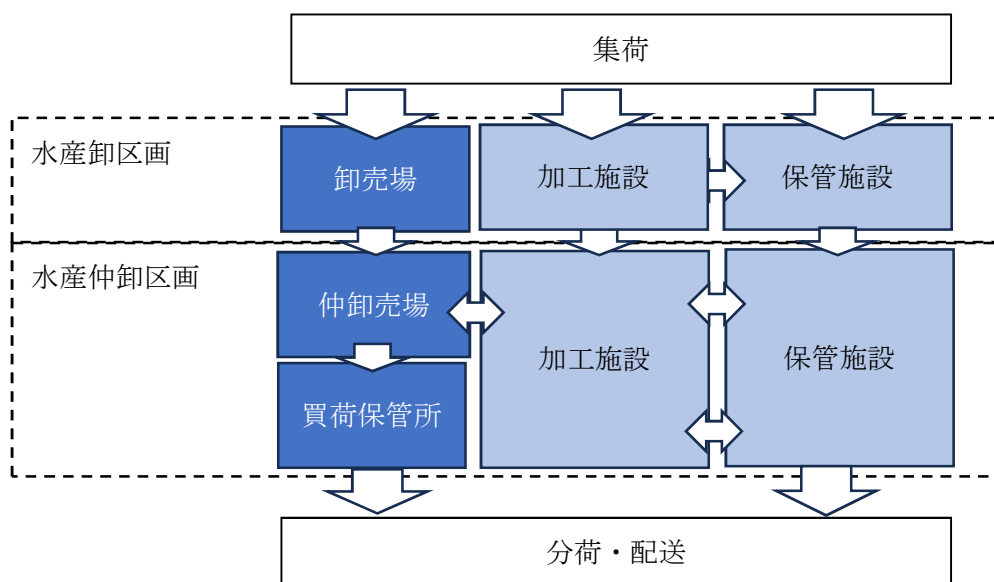 集荷
水産卸区画
卸売場
加工施設
保管施設
水産仲卸区画
仲卸売場
加工施設
保管施設
買荷保管所
分荷・配送